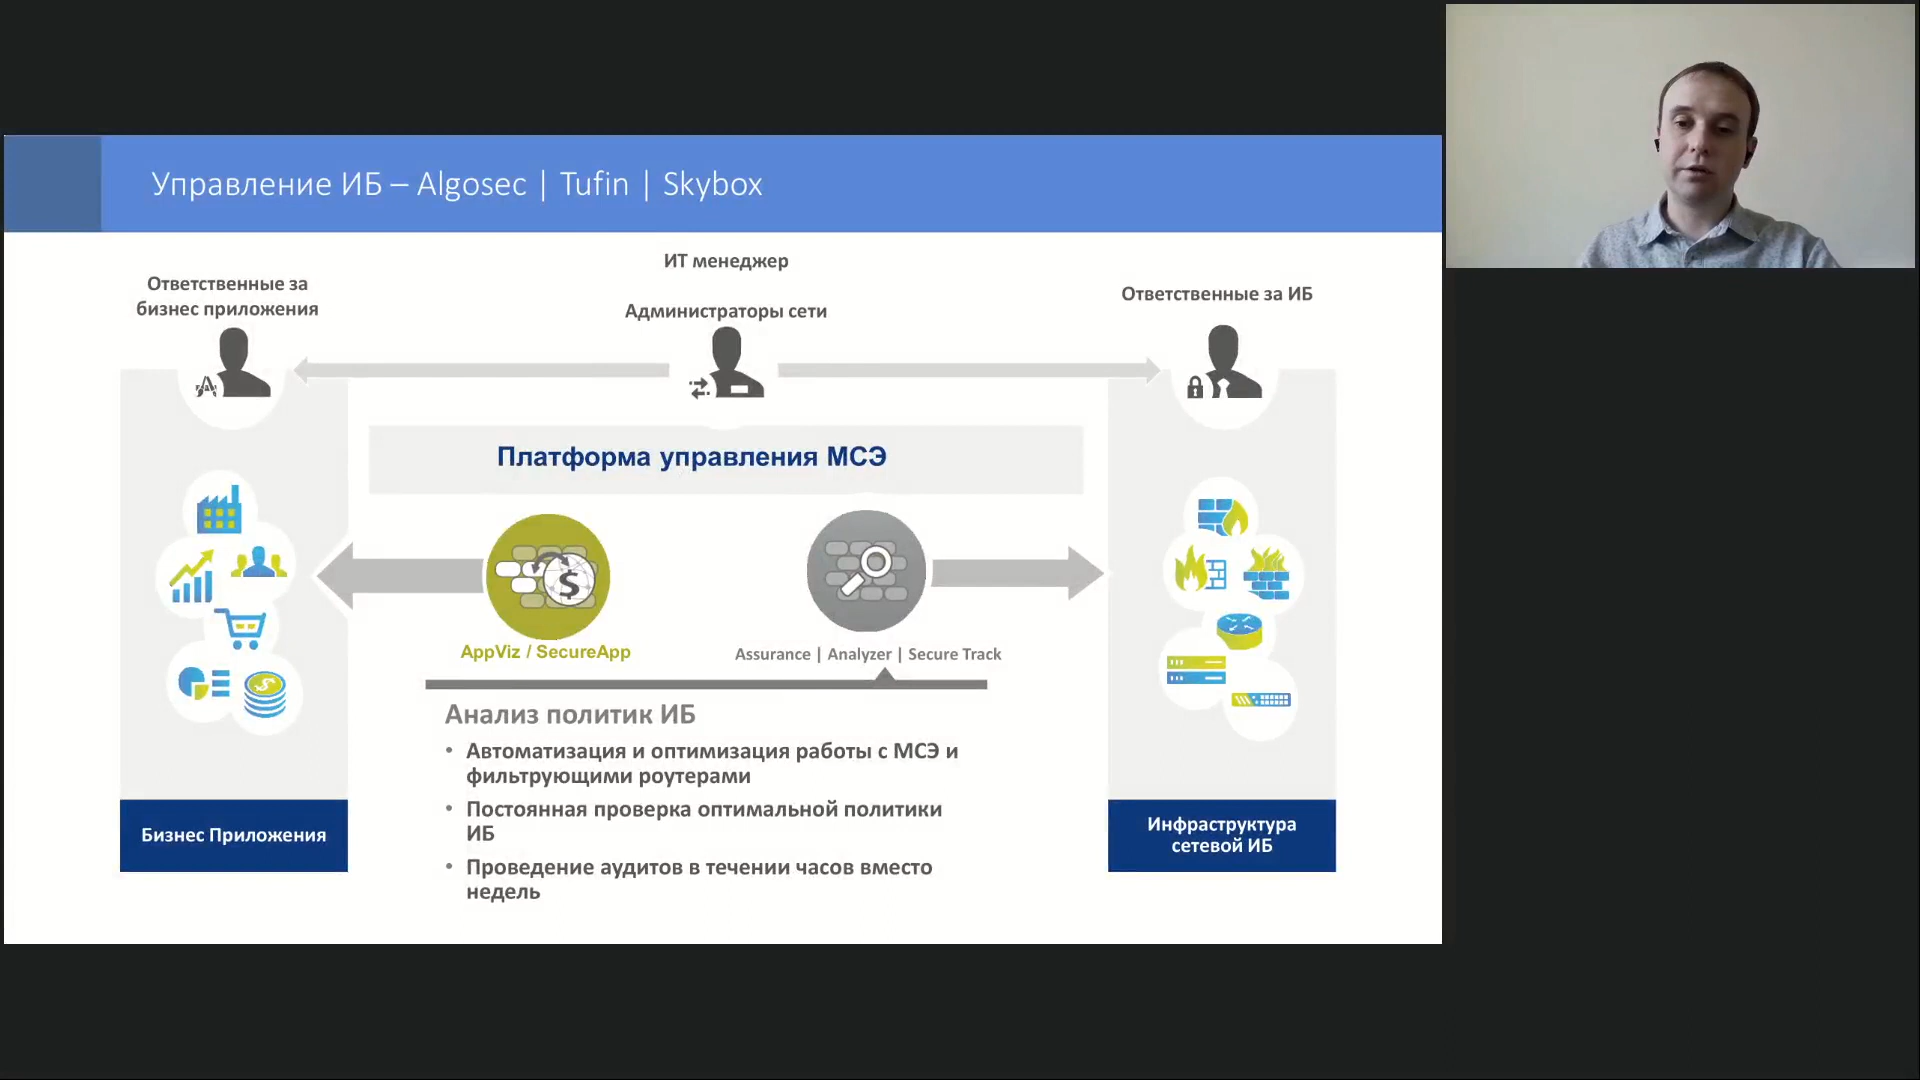 Управление ИБ – Algosec | Tufin | Skybox
ИТ менеджер
Ответственные за
бизнес приложения
Администраторы сети
Ответственные за ИБ
Платформа управления МСЭ
AppViz / SecureApp
Assurance | Analyzer | Secure Track
Анализ политик ИБ
• Автоматизация и оптимизация работы с МСЭ и
фильтрующими роутерами
• Постоянная проверка оптимальной политики
ИБ
• Проведение аудитов в течении часов вместо
недель
Бизнес Приложения
Инфраструктура
сетевой ИБ